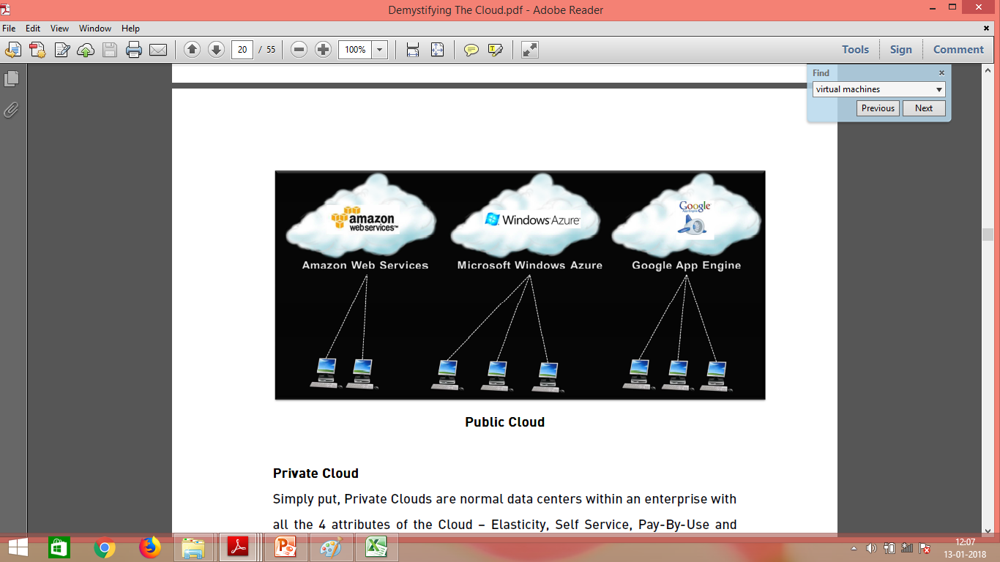 Demystifying The Cloud.pdf - Adobe Reader
File Edit View Window Help
20 / 55 100% Tools Sign Comment
Find
virtual machines
Previous Next
amazon
webservices™
Windows Azure™
Google
App Engine
Amazon Web Services Microsoft Windows Azure Google App Engine
Public Cloud
Private Cloud
Simply put, Private Clouds are normal data centers within an enterprise with
all the 4 attributes of the Cloud – Elasticity, Self Service, Pay-By-Use and
12:07
13-01-2018